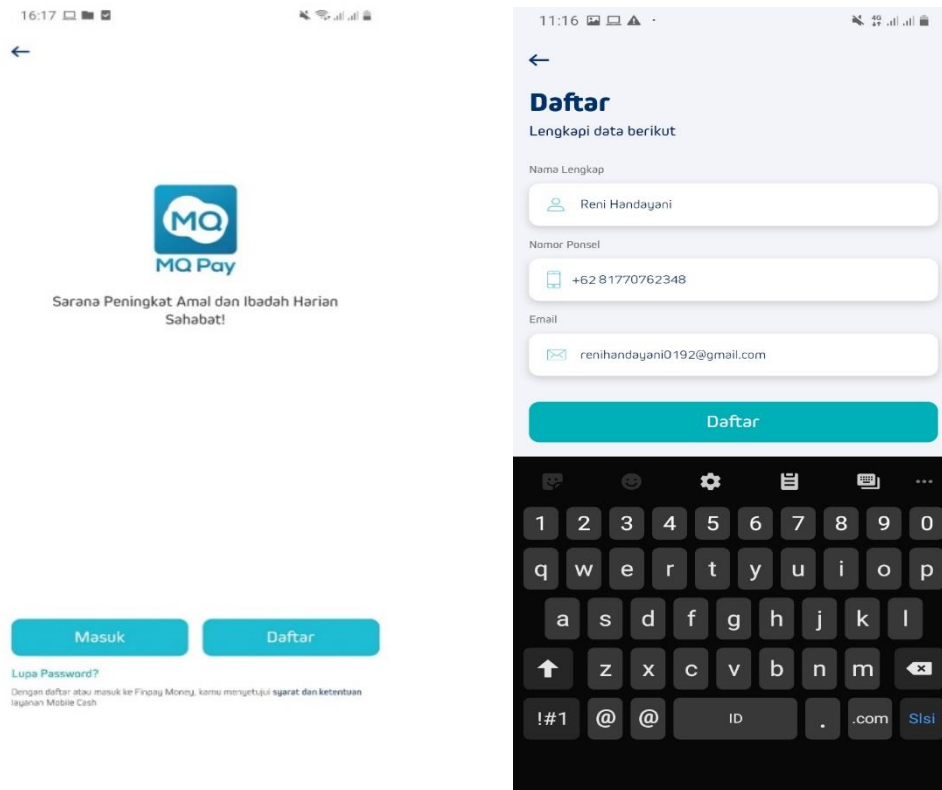 16:17
MQ
MQ Pay
Sarana Peningkat Amal dan Ibadah Harian
Sahabat!
Masuk
Daftar
Lupa Password?
Dengan daftar atau masuk ke Finpay Money, kamu menyetujui syarat dan ketentuan
layanan Mobile Cash
11:16
4G
Daftar
Lengkapi data berikut
Nama Lengkap
Reni Handayani
Nomor Ponsel
+62 81770762348
Email
renihandayani0192@gmail.com
Daftar
1 2 3 4 5 6 7 8 9 0
q w e r t y u i o p
a s d f g h j k l
z x c v b n m
!#1 @ @ ID . .com Slsi